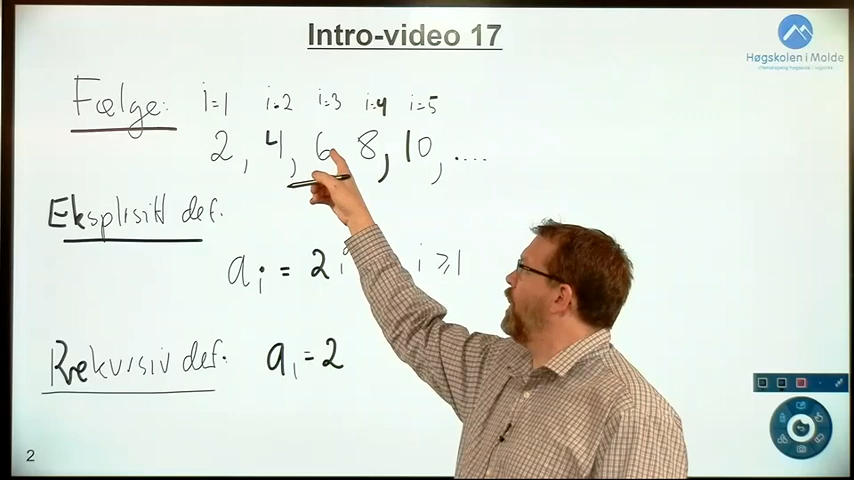 Intro-video 17
Høgskolen i Molde
Følge: i=1 i=2 i=3 i=4 i=5
2, 4, 6 8, 10, ....
Eksplisitt def.
ai = 2i i ≥ 1
Rekursiv def. a1 = 2
2